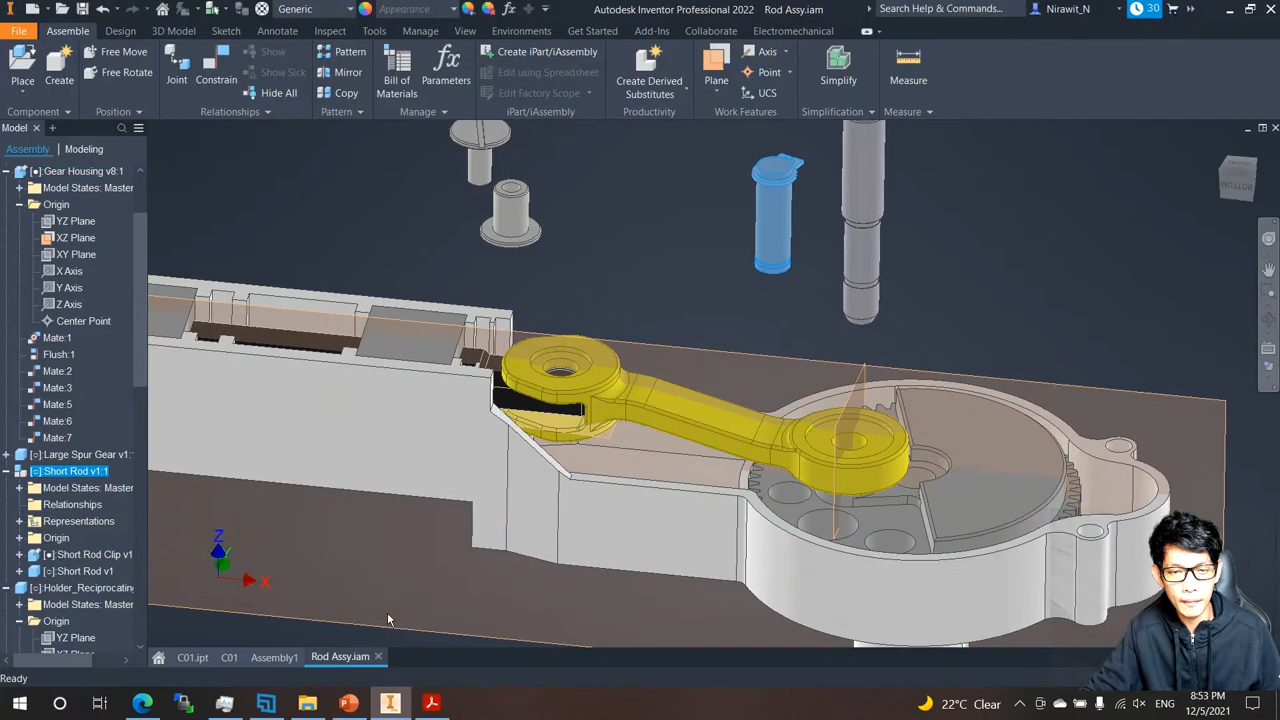 Generic
Appearance
Autodesk Inventor Professional 2022 Rod Assy.iam
Search Help & Commands...
Nirawit_N
30
File
Assemble
Design
3D Model
Sketch
Annotate
Inspect
Tools
Manage
View
Environments
Get Started
Add-Ins
Collaborate
Electromechanical
Place
Create
Free Move
Free Rotate
Component
Position
Joint
Constrain
Show
Show Sick
Hide All
Relationships
Pattern
Mirror
Copy
Pattern
Bill of
Materials
Parameters
Manage
Create iPart/iAssembly
Edit using Spreadsheet
Edit Factory Scope
iPart/iAssembly
Create Derived
Substitutes
Productivity
Plane
Axis
Point
UCS
Work Features
Simplify
Simplification
Measure
Measure
Model
Assembly
Modeling
Gear Housing v8:1
Model States: Master
Origin
YZ Plane
XZ Plane
XY Plane
X Axis
Y Axis
Z Axis
Center Point
Mate:1
Flush:1
Mate:2
Mate:3
Mate:5
Mate:6
Mate:7
Large Spur Gear v1:
Short Rod v1:1
Model States: Master
Relationships
Representations
Origin
Short Rod Clip v1
Short Rod v1
Holder_Reciprocating
Model States: Master
Origin
YZ Plane
BOTTOM
Z
Y
X
C01.ipt
C01
Assembly1
Rod Assy.iam
Ready
22°C Clear
ENG
8:53 PM
12/5/2021